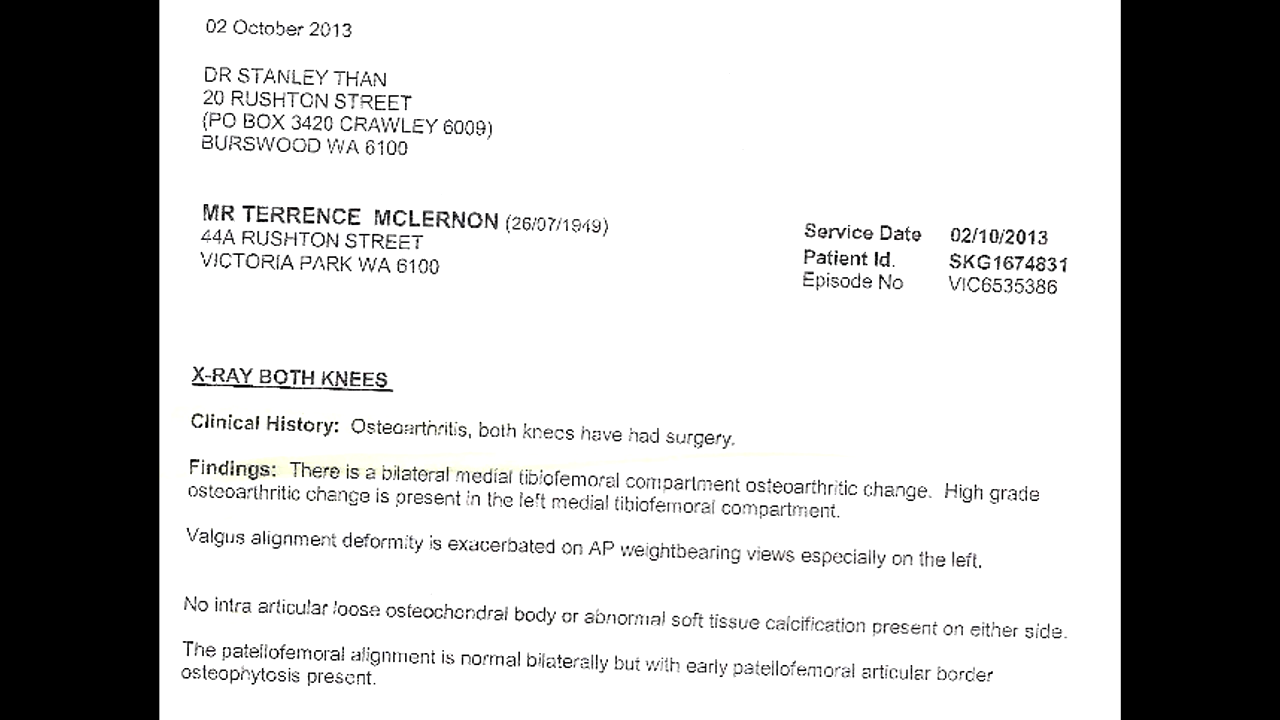 02 October 2013
DR STANLEY THAN
20 RUSHTON STREET
(PO BOX 3420 CRAWLEY 6009)
BURSWOOD WA 6100
MR TERRENCE MCLERNON (26/07/1949)
44A RUSHTON STREET
VICTORIA PARK WA 6100
Service Date 02/10/2013
Patient Id. SKG1674831
Episode No VIC6535386
X-RAY BOTH KNEES
Clinical History: Osteoarthritis, both knees have had surgery.
Findings: There is a bilateral medial tibiofemoral compartment osteoarthritic change. High grade
osteoarthritic change is present in the left medial tibiofemoral compartment.
Valgus alignment deformity is exacerbated on AP weightbearing views especially on the left.
No intra articular loose osteochondral body or abnormal soft tissue calcification present on either side.
The patellofemoral alignment is normal bilaterally but with early patellofemoral articular border
osteophytosis present.